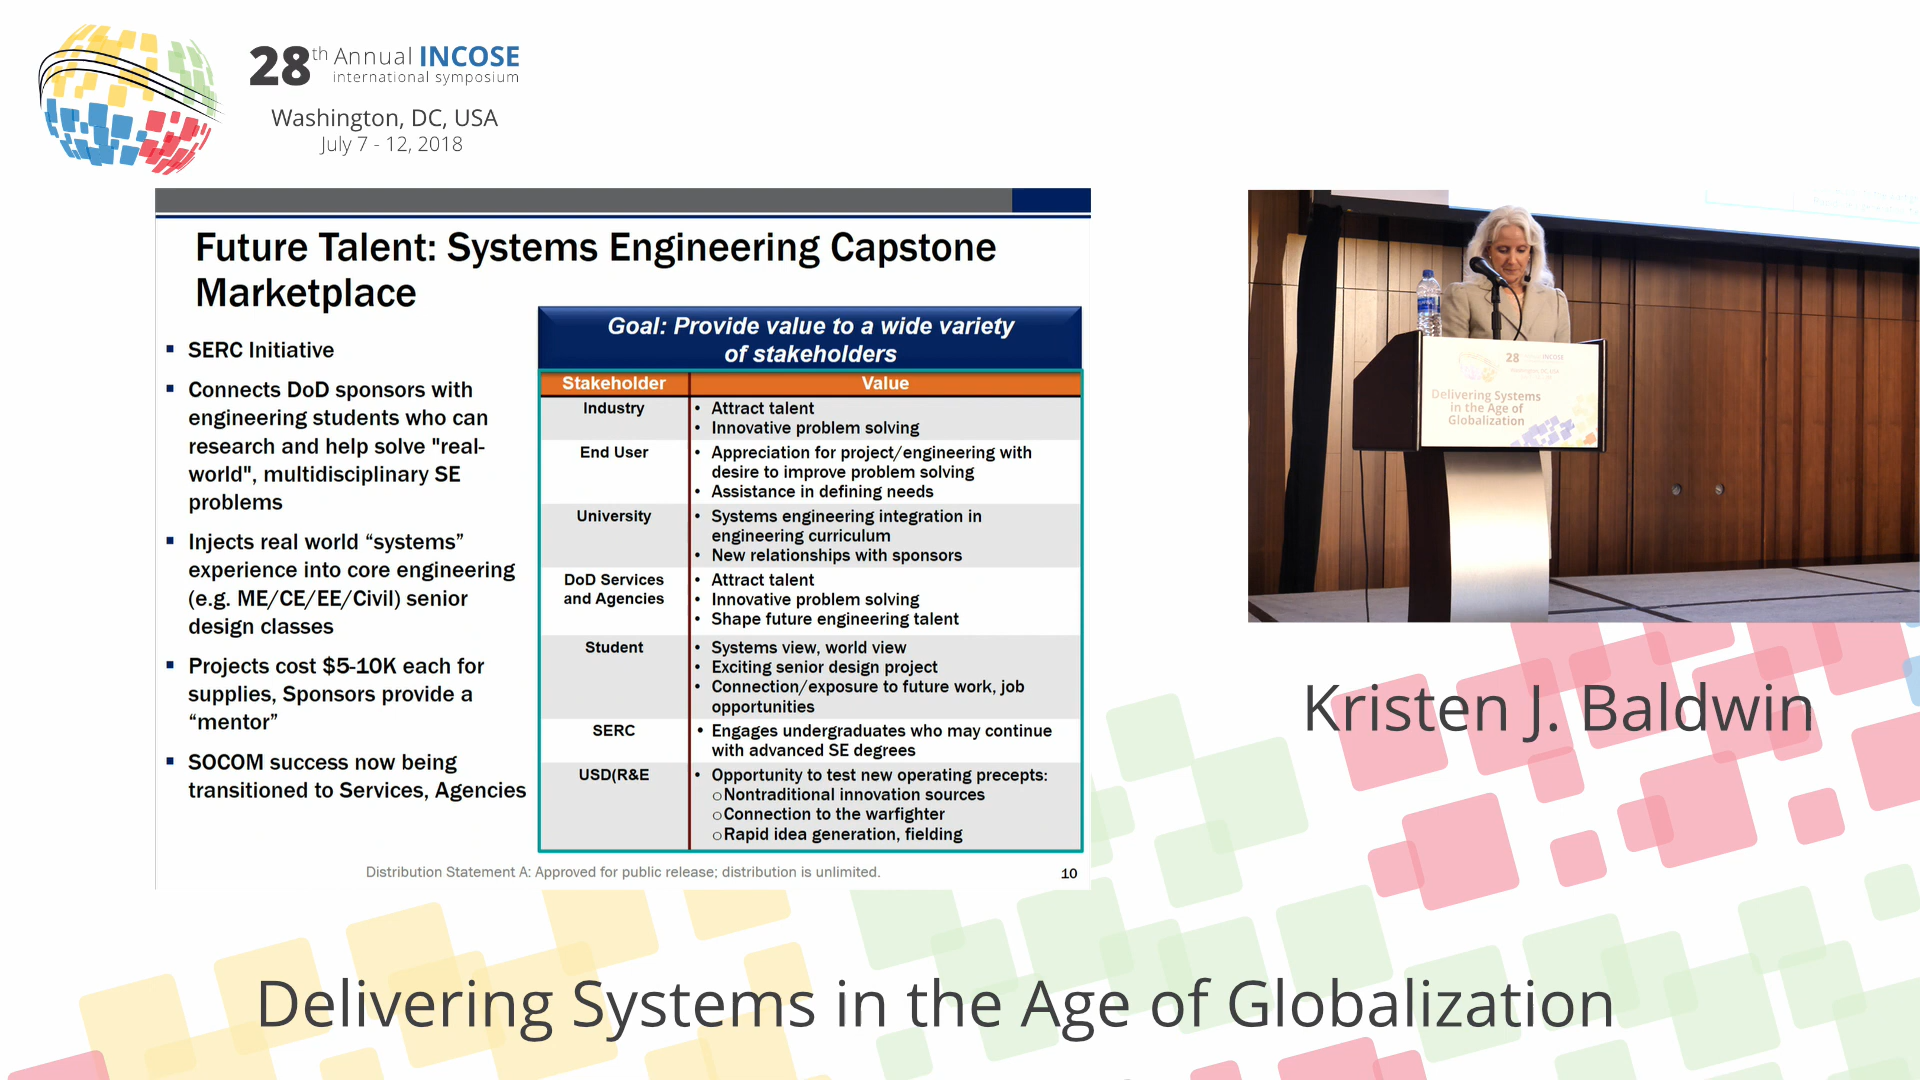 28th Annual INCOSE
international symposium
Washington, DC, USA
July 7 - 12, 2018
Future Talent: Systems Engineering Capstone
Marketplace
▪ SERC Initiative
▪ Connects DoD sponsors with
engineering students who can
research and help solve "real-
world", multidisciplinary SE
problems
▪ Injects real world “systems”
experience into core engineering
(e.g. ME/CE/EE/Civil) senior
design classes
▪ Projects cost $5-10K each for
supplies, Sponsors provide a
“mentor”
▪ SOCOM success now being
transitioned to Services, Agencies
Goal: Provide value to a wide variety
of stakeholders
Stakeholder Value
Industry • Attract talent
• Innovative problem solving
End User • Appreciation for project/engineering with
desire to improve problem solving
• Assistance in defining needs
University • Systems engineering integration in
engineering curriculum
• New relationships with sponsors
DoD Services • Attract talent
and Agencies • Innovative problem solving
• Shape future engineering talent
Student • Systems view, world view
• Exciting senior design project
• Connection/exposure to future work, job
opportunities
SERC • Engages undergraduates who may continue
with advanced SE degrees
USD(R&E • Opportunity to test new operating precepts:
○Nontraditional innovation sources
○Connection to the warfighter
○Rapid idea generation, fielding
Distribution Statement A: Approved for public release; distribution is unlimited.
10
28 Annual INCOSE
Delivering Systems
in the Age of
Globalization
Kristen J. Baldwin
Delivering Systems in the Age of Globalization